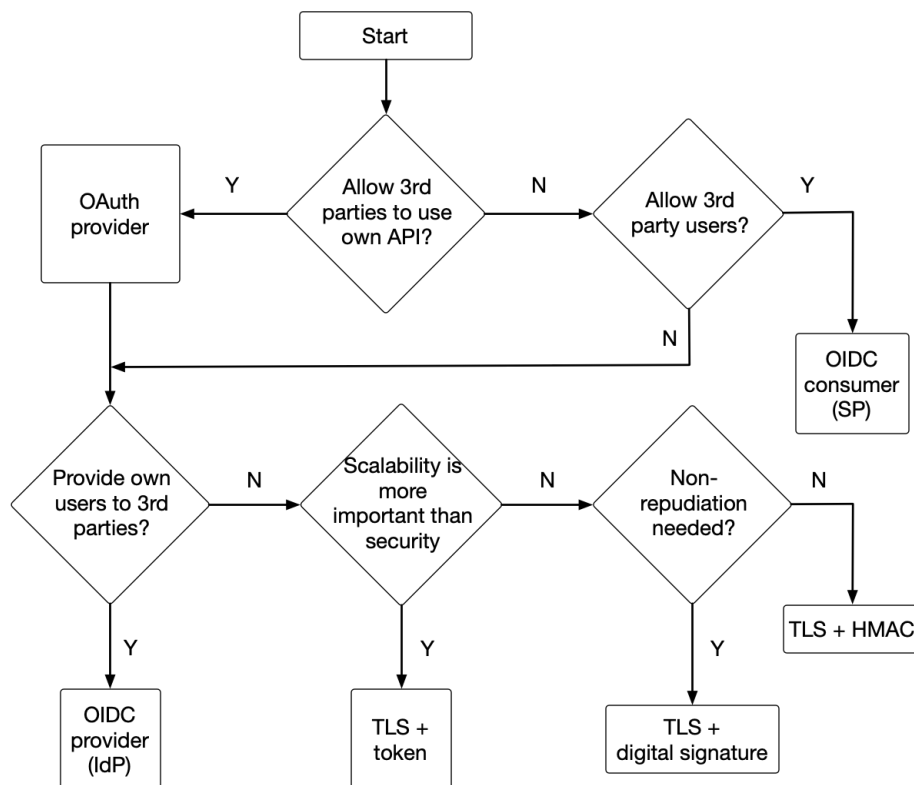 Start
Y
Allow 3rd
parties to use
own API?
N
Allow 3rd
party users?
Y
OAuth
provider
N
OIDC
consumer
(SP)
Provide own
users to 3rd
parties?
N
Scalability is
more
important than
security
N
Non-
repudiation
needed?
N
TLS + HMAC
Y
Y
Y
OIDC
provider
(IdP)
TLS +
token
TLS +
digital signature